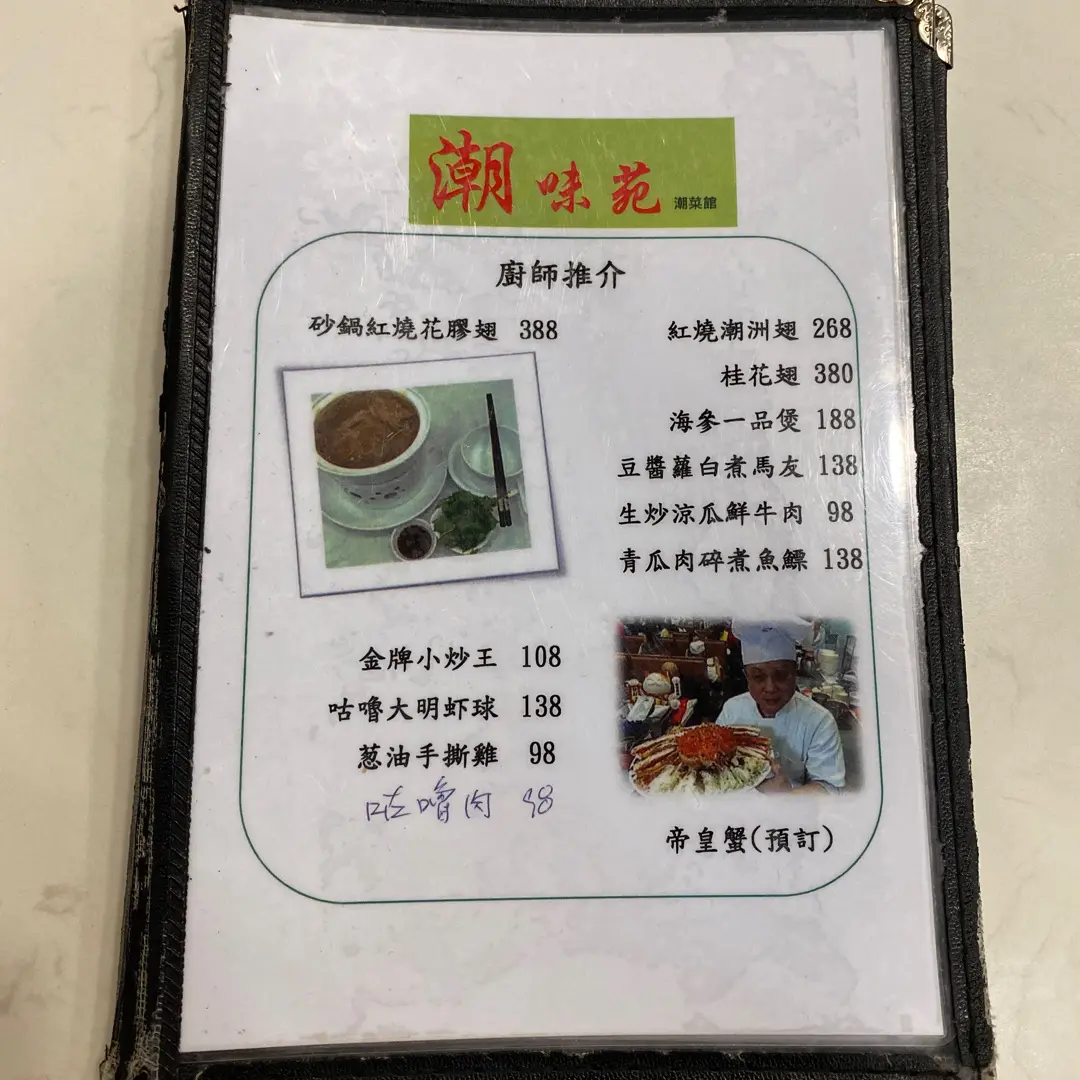 潮味苑 潮菜館
廚師推介
砂鍋紅燒花膠翅 388
紅燒潮洲翅 268
桂花翅 380
海參一品煲 188
豆醬蘿白煮馬友 138
生炒涼瓜鮮牛肉 98
青瓜肉碎煮魚鰾 138
金牌小炒王 108
咕嚕大明虾球 138
葱油手撕雞 98
咕嚕肉 98
帝皇蟹(預訂)